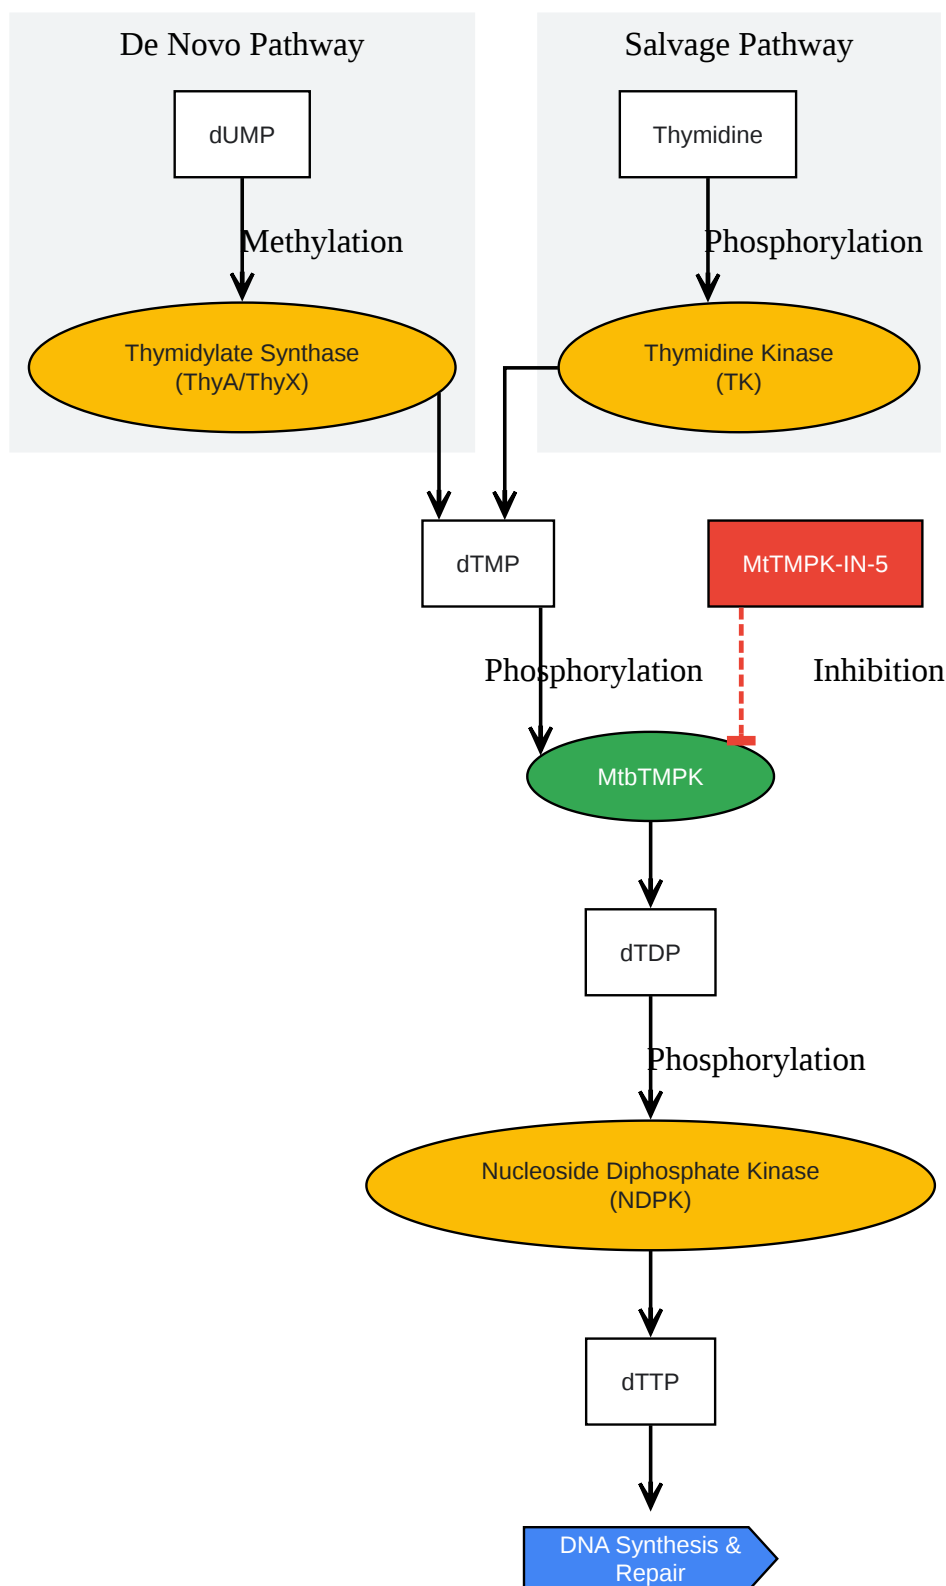 De Novo Pathway
Salvage Pathway
dUMP
Thymidine
Methylation
Phosphorylation
Thymidylate Synthase
(ThyA/ThyX)
Thymidine Kinase
(TK)
dTMP
MtTMPK-IN-5
Phosphorylation
Inhibition
MtbTMPK
dTDP
Phosphorylation
Nucleoside Diphosphate Kinase
(NDPK)
dTTP
DNA Synthesis &
Repair